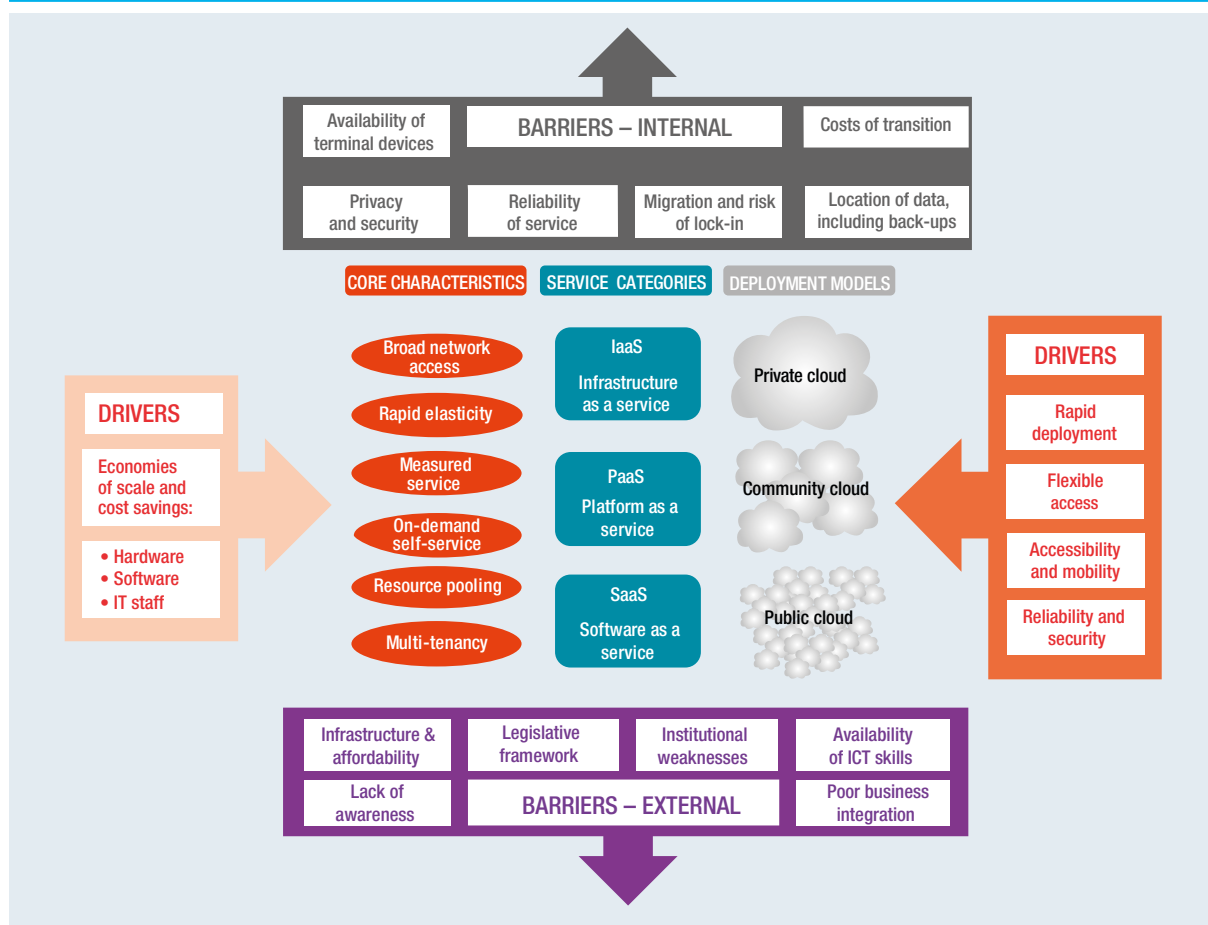 Availability of
terminal devices
BARRIERS – INTERNAL
Costs of transition
Privacy
and security
Reliability
of service
Migration and risk
of lock-in
Location of data,
including back-ups
CORE CHARACTERISTICS
SERVICE CATEGORIES
DEPLOYMENT MODELS
DRIVERS
Economies
of scale and
cost savings:
• Hardware
• Software
• IT staff
Broad network
access
Rapid elasticity
Measured
service
On-demand
self-service
Resource pooling
Multi-tenancy
IaaS
Infrastructure
as a service
PaaS
Platform as a
service
SaaS
Software as a
service
Private cloud
Community cloud
Public cloud
DRIVERS
Rapid
deployment
Flexible
access
Accessibility
and mobility
Reliability and
security
Infrastructure &
affordability
Legislative
framework
Institutional
weaknesses
Availability
of ICT skills
Lack of
awareness
BARRIERS – EXTERNAL
Poor business
integration